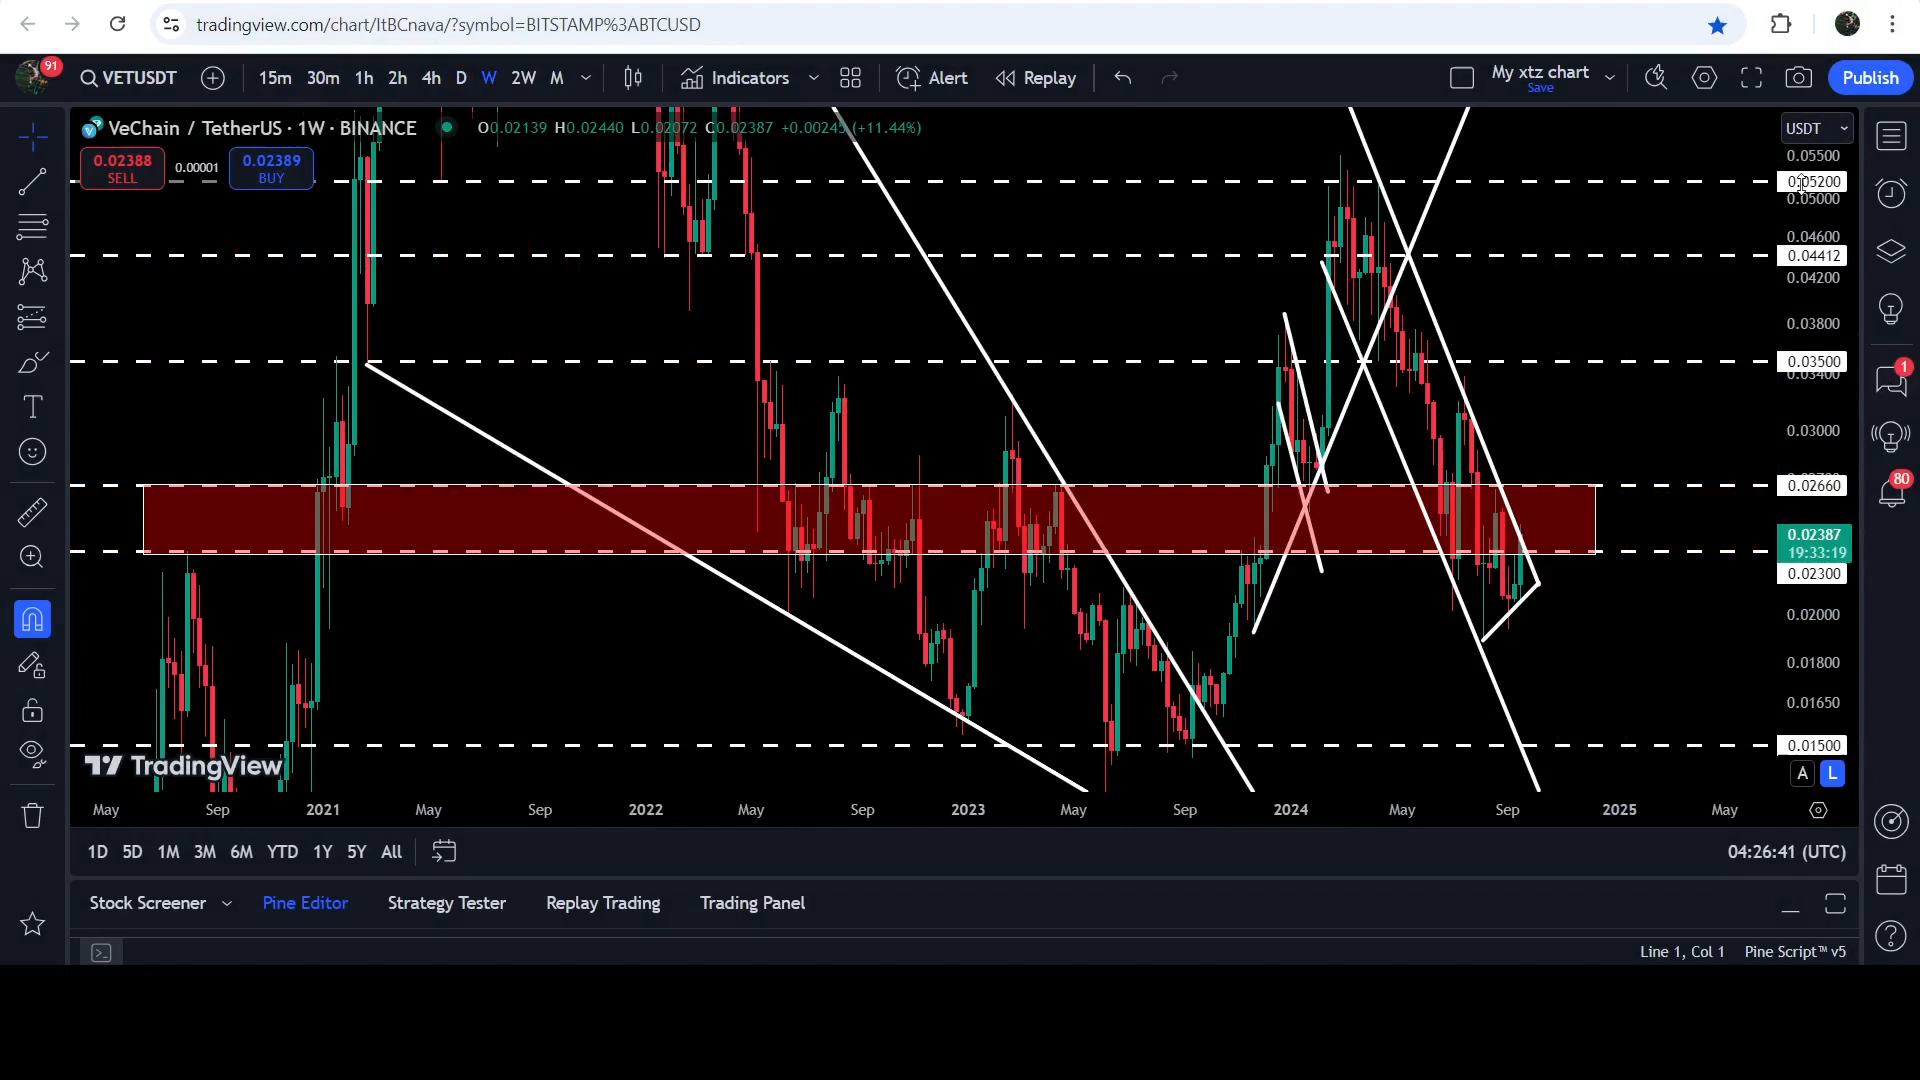 tradingview.com/chart/ItBCnava/?symbol=BITSTAMP%3ABTCUSD
91
VETUSDT 15m 30m 1h 2h 4h D W 2W M Indicators Alert Replay My xtz chart Save Publish
VeChain / TetherUS · 1W · BINANCE O0.02139 H0.02440 L0.02072 C0.02387 +0.00245 (+11.44%)
USDT
0.02388 SELL
0.00001
0.02389 BUY
0.05500
0.05200
0.05000
0.04600
0.04412
0.04200
0.03800
0.03500
0.03400
0.03000
0.02660
0.02387
19:33:19
0.02300
0.02000
0.01800
0.01650
0.01500
A L
1
80
TradingView
May Sep 2021 May Sep 2022 May Sep 2023 May Sep 2024 May Sep 2025 May
1D 5D 1M 3M 6M YTD 1Y 5Y All 04:26:41 (UTC)
Stock Screener Pine Editor Strategy Tester Replay Trading Trading Panel
Line 1, Col 1 Pine Script™ v5